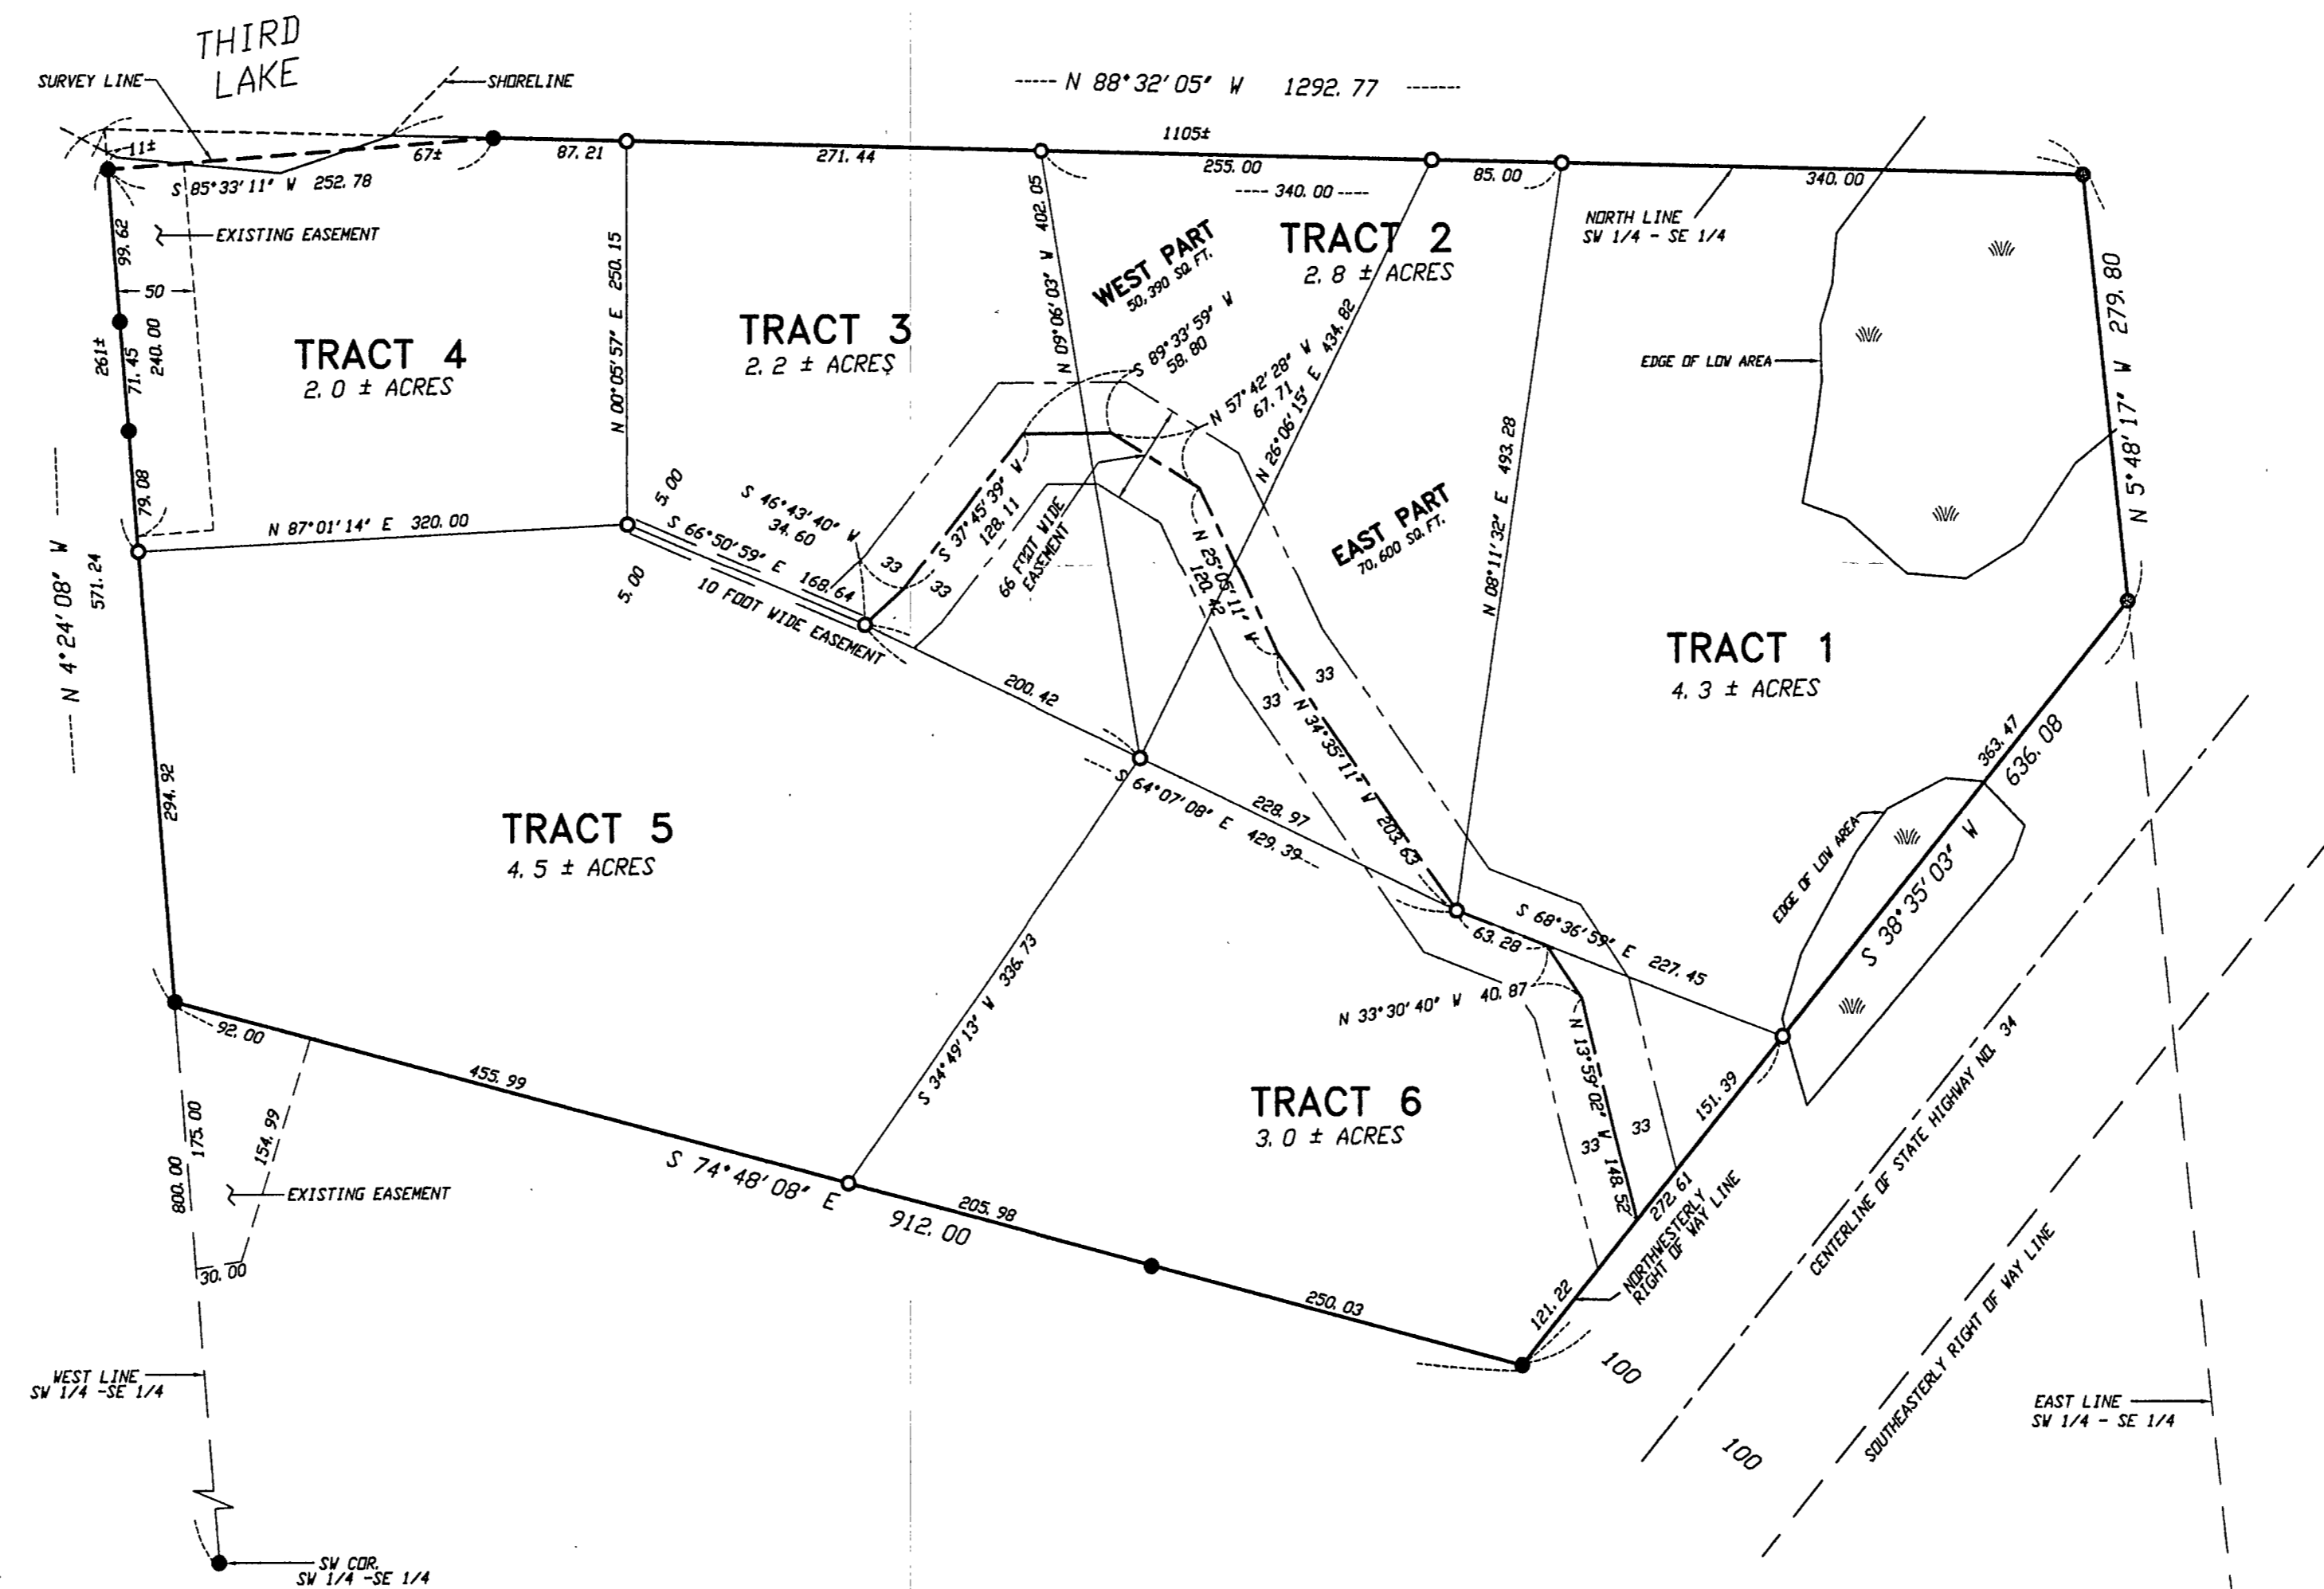 THIRD
LAKE
SURVEY LINE
SHORELINE
----- N 88°32'05" W 1292.77 -----
1105±
11±
67±
87.21
271.44
255.00
---- 340.00 ----
85.00
340.00
S 85°33'11" W 252.78
NORTH LINE
SW 1/4 - SE 1/4
EXISTING EASEMENT
99.62
50
261±
71.45
240.00
79.08
TRACT 4
2.0 ± ACRES
N 00°05'57" E 250.15
TRACT 3
2.2 ± ACRES
N 09°06'03" W 402.05
WEST PART
50,390 SQ.FT.
TRACT 2
2.8 ± ACRES
S 89°33'59" W
58.80
N 57°42'28" W
67.71
N 26°06'15" E 434.82
EDGE OF LOW AREA
N 5°48'17" W 279.80
N 08°11'32" E 493.28
EAST PART
70,600 SQ.FT.
N 87°01'14" E 320.00
5.00
S 66°50'59" E 168.64
5.00
10 FOOT WIDE EASEMENT
S 46°43'40" W
34.60
33
33
S 37°45'39" W
128.11
66 FOOT WIDE
EASEMENT
N 25°05'11" W
120.42
33
33
N 34°35'11" W 203.63
----- N 4°24'08" W -----
571.24
TRACT 1
4.3 ± ACRES
200.42
228.97
S 64°07'08" E 429.39
294.92
TRACT 5
4.5 ± ACRES
363.47
636.08
S 38°35'03" W
EDGE OF LOW AREA
S 68°36'59" E 227.45
63.28
N 33°30'40" W 40.87
N 13°59'02" W 148.52
33
33
S 34°49'13" W 336.73
92.00
455.99
151.39
TRACT 6
3.0 ± ACRES
272.61
NORTHWESTERLY
RIGHT OF WAY LINE
CENTERLINE OF STATE HIGHWAY NO. 34
SOUTHEASTERLY RIGHT OF WAY LINE
175.00
800.00
154.99
EXISTING EASEMENT
30.00
S 74°48'08" E 912.00
205.98
250.03
121.22
100
100
WEST LINE
SW 1/4 -SE 1/4
EAST LINE
SW 1/4 - SE 1/4
SW COR.
SW 1/4 -SE 1/4